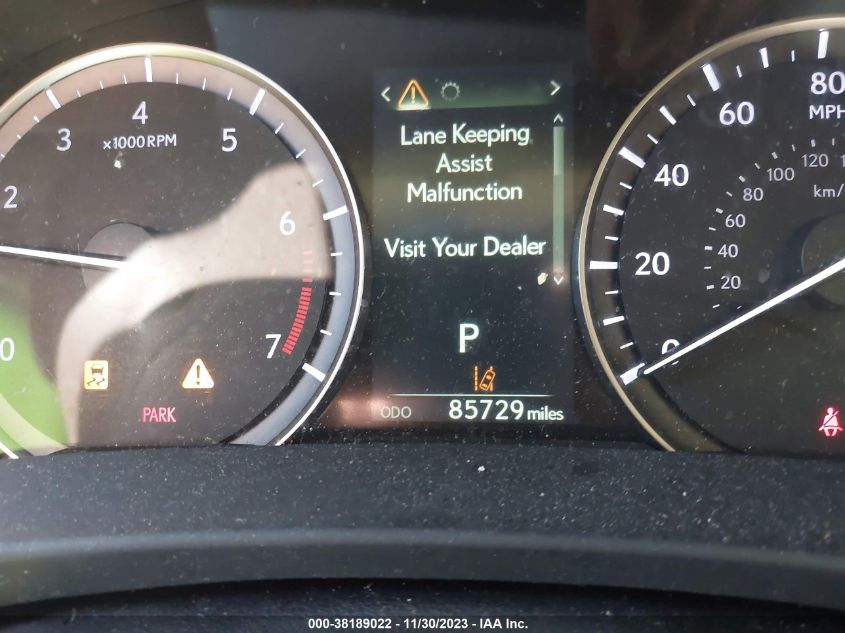 2
3
4
5
6
7
0
x1000RPM
PARK
Lane Keeping
Assist
Malfunction
Visit Your Dealer
P
ODO 85729 miles
0
20
40
60
80
MPH
20
40
60
80
100
120
km/
000-38189022 - 11/30/2023 - IAA Inc.